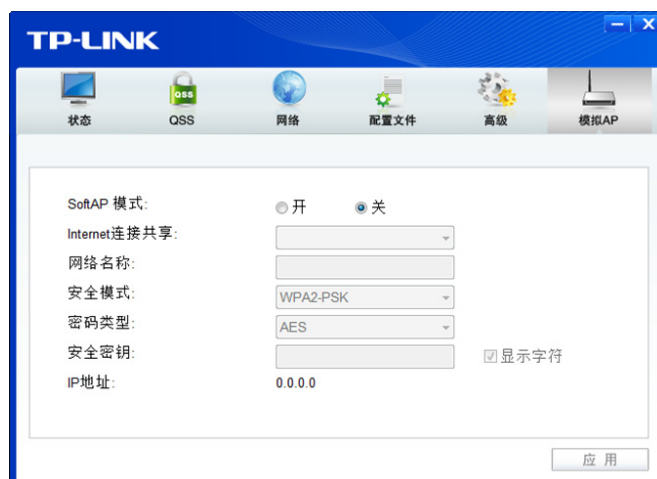 TP-LINK
状态 QSS 网络 配置文件 高级 模拟AP
SoftAP 模式: 开 关
Internet连接共享:
网络名称:
安全模式: WPA2-PSK
密码类型: AES
安全密钥: 显示字符
IP地址: 0.0.0.0
应 用